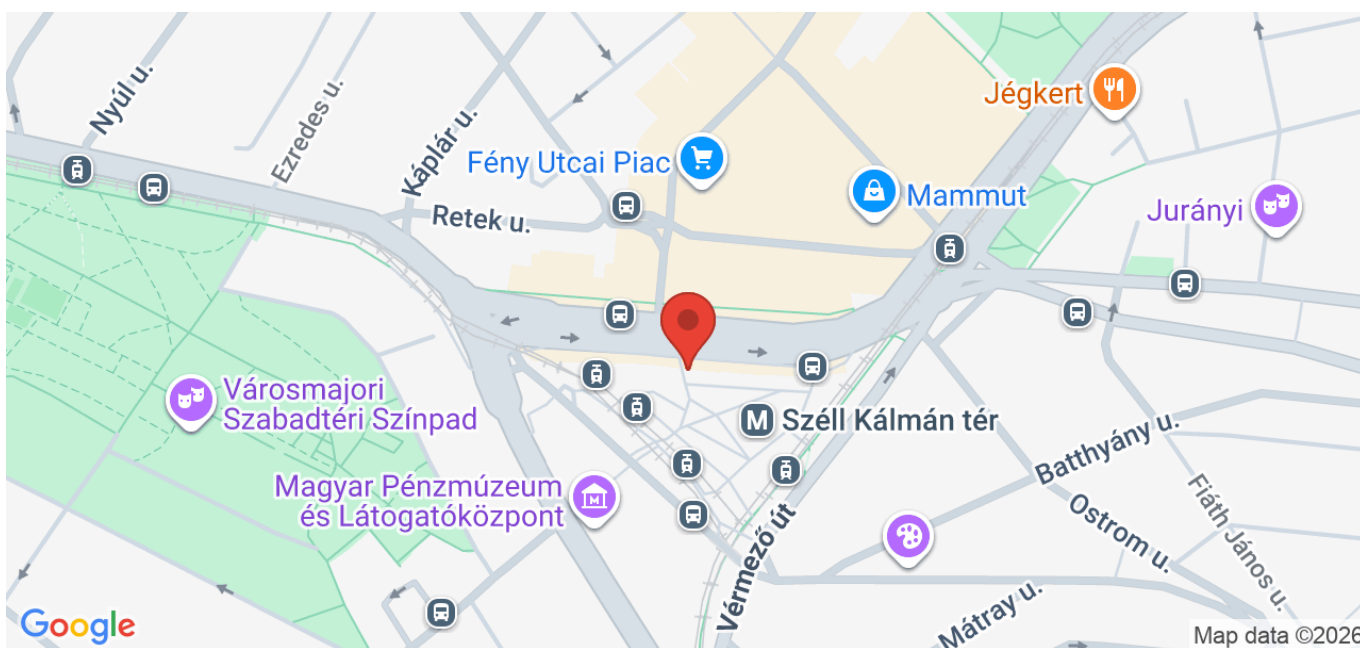 Nyúl u.
Ezredes u.
Káplár u.
Jégkert
Fény Utcai Piac
Mammut
Retek u.
Jurányi
Városmajori
Szabadtéri Színpad
M
Széll Kálmán tér
Magyar Pénzmúzeum
és Látogatóközpont
Batthyány u.
Ostrom u.
Fiáth János u.
Vérmező út
Mátray u.
Google
Map data ©2026